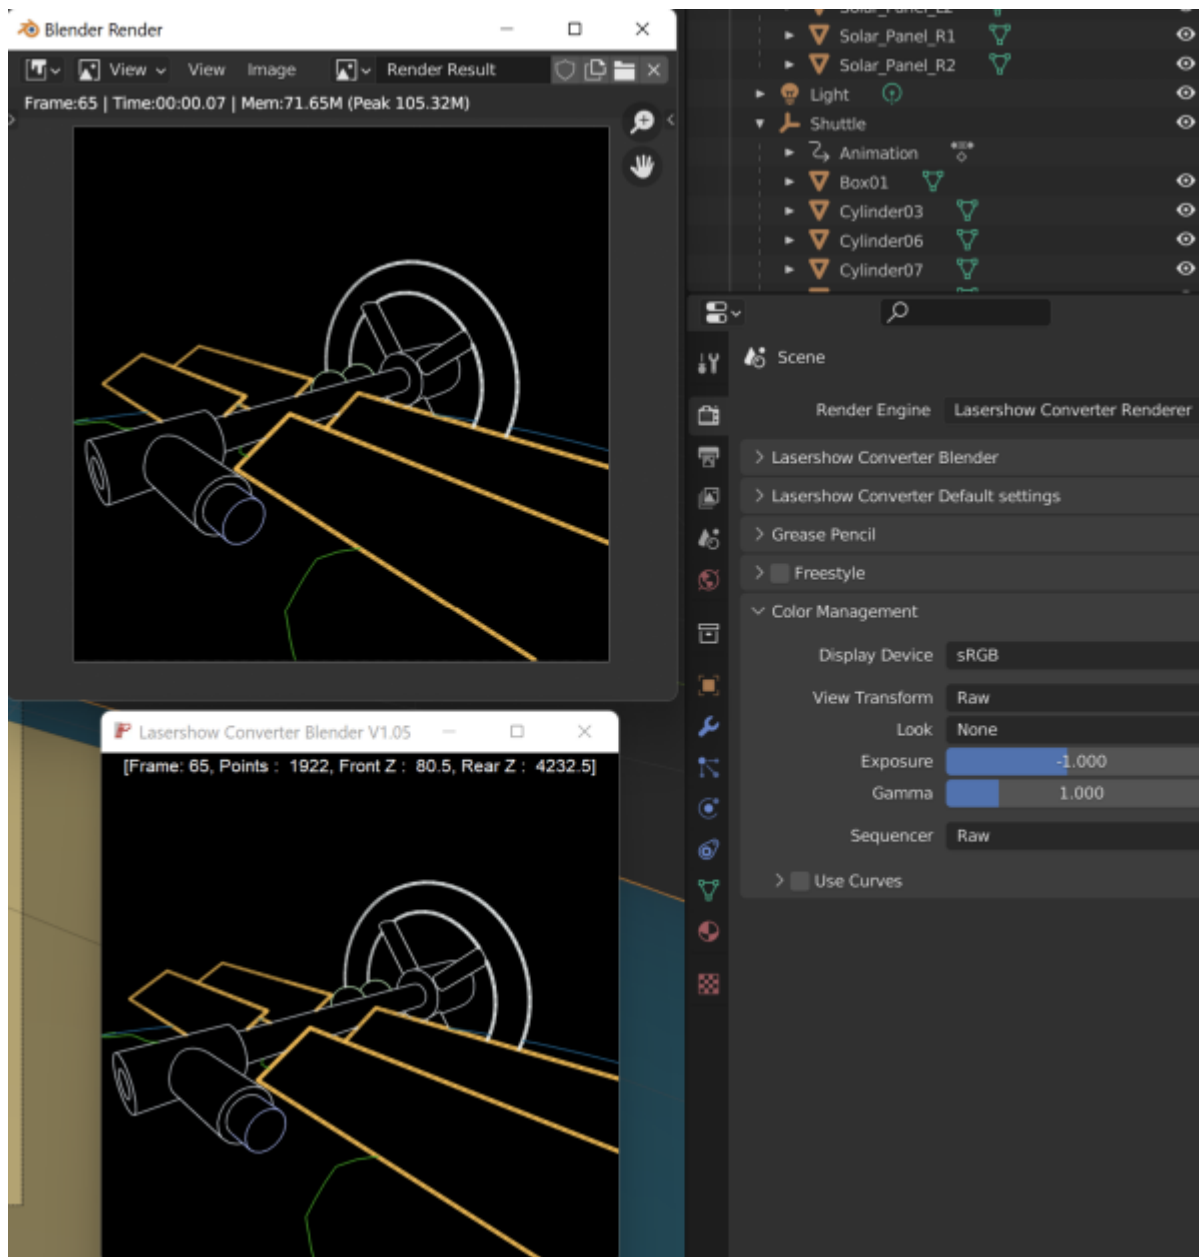 Blender Render
View View Image Render Result
Frame:65 | Time:00:00.07 | Mem:71.65M (Peak 105.32M)
Solar_Panel_L2
Solar_Panel_R1
Solar_Panel_R2
Light
Shuttle
Animation
Box01
Cylinder03
Cylinder06
Cylinder07
Scene
Render Engine Lasershow Converter Renderer
Lasershow Converter Blender
Lasershow Converter Default settings
Grease Pencil
Freestyle
Color Management
Display Device sRGB
View Transform Raw
Look None
Exposure -1.000
Gamma 1.000
Sequencer Raw
Use Curves
Lasershow Converter Blender V1.05
[Frame: 65, Points : 1922, Front Z : 80.5, Rear Z : 4232.5]